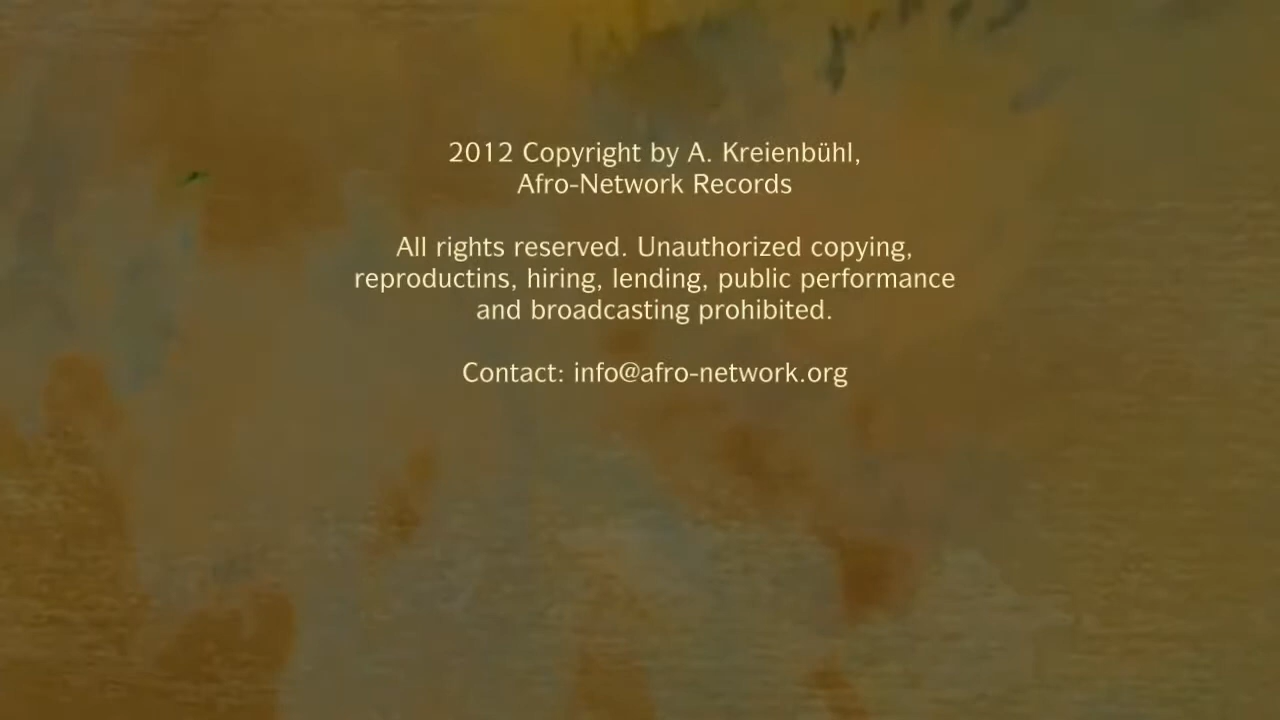 2012 Copyright by A. Kreienbühl,
Afro-Network Records
All rights reserved. Unauthorized copying,
reproductins, hiring, lending, public performance
and broadcasting prohibited.
Contact: info@afro-network.org